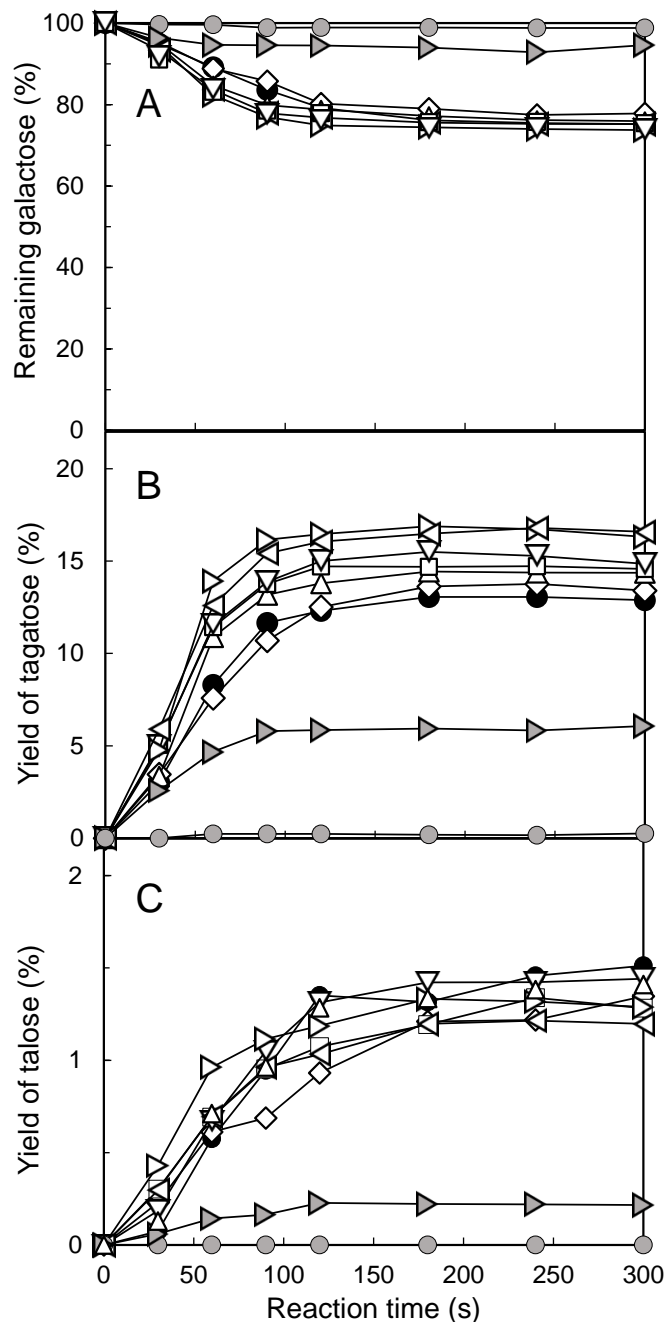 100
80
60
40
20
0
Remaining galactose (%)
A
20
15
10
5
0
Yield of tagatose (%)
B
2
1
0
Yield of talose (%)
C
0 50 100 150 200 250 300
Reaction time (s)